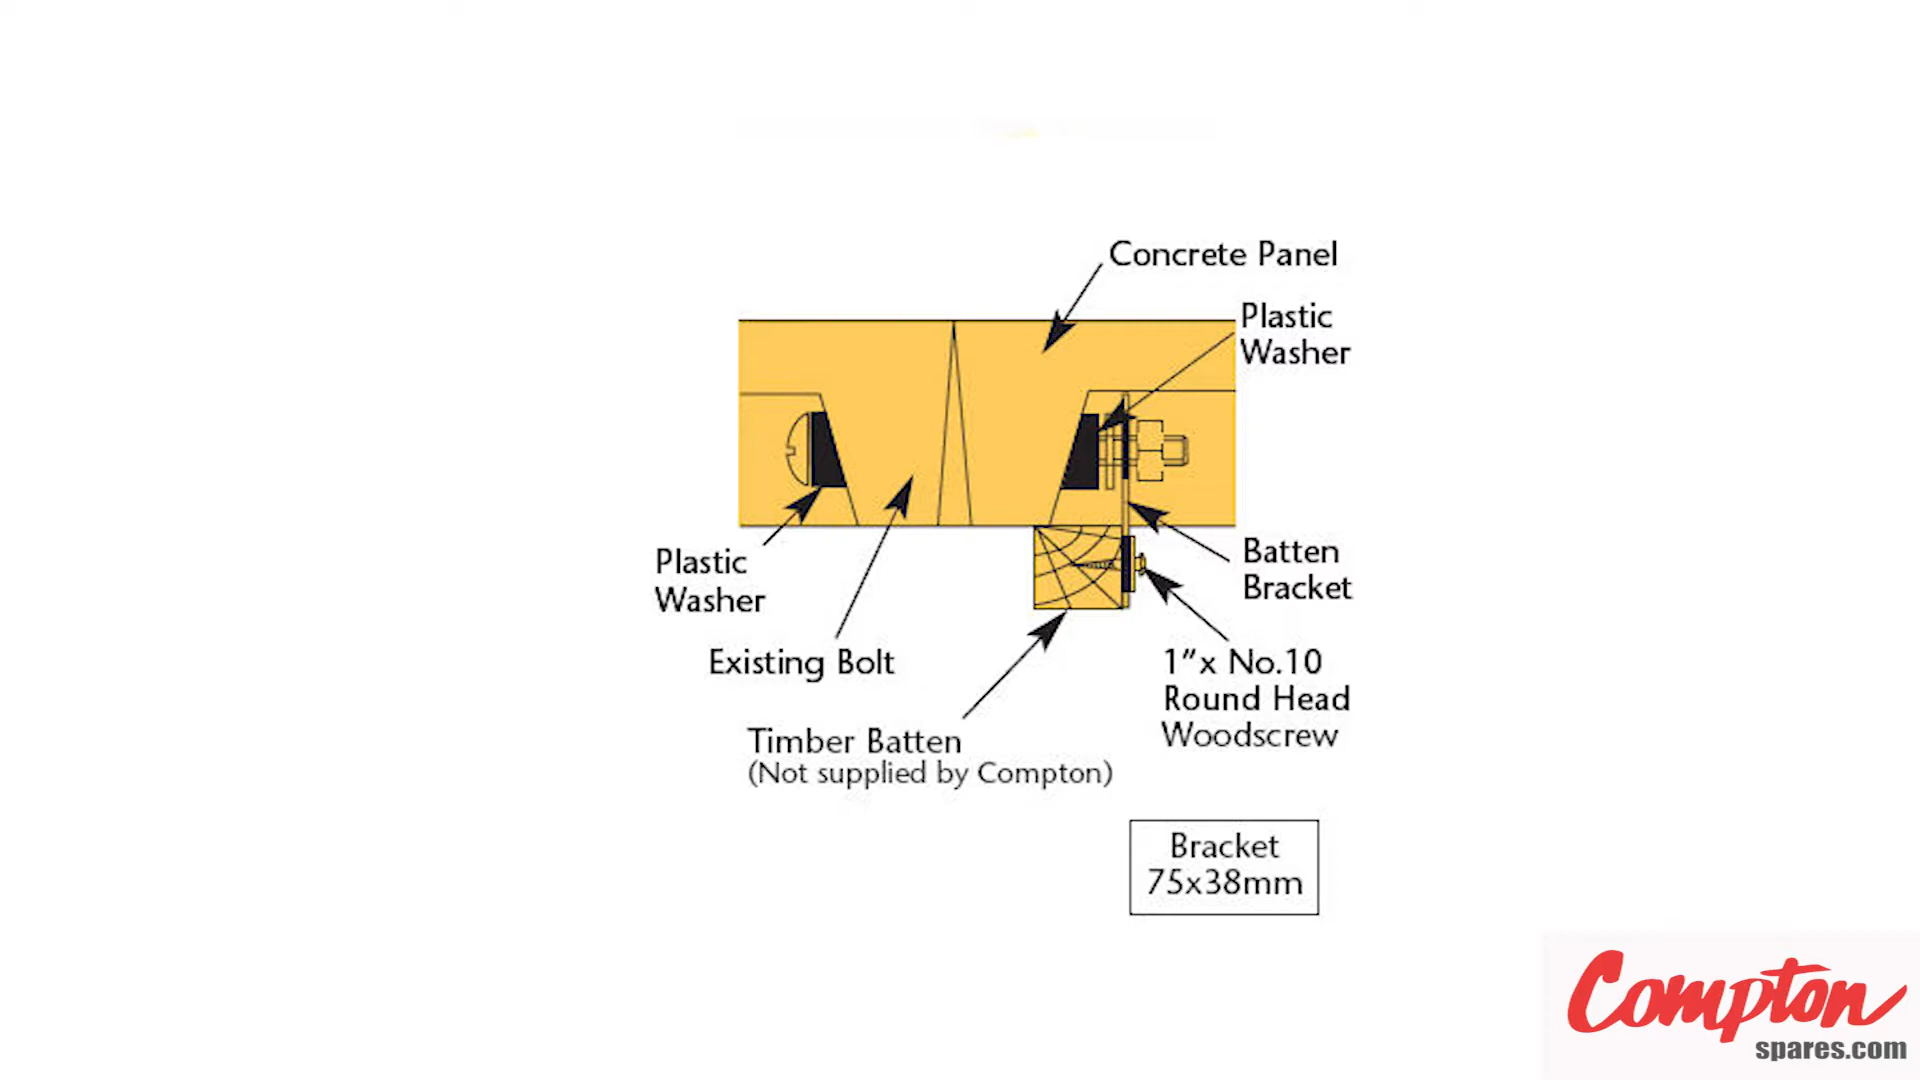 Concrete Panel
Plastic
Washer
Batten
Bracket
Plastic
Washer
Existing Bolt
1”x No.10
Round Head
Woodscrew
Timber Batten
(Not supplied by Compton)
Bracket
75x38mm
Compton
spares.com